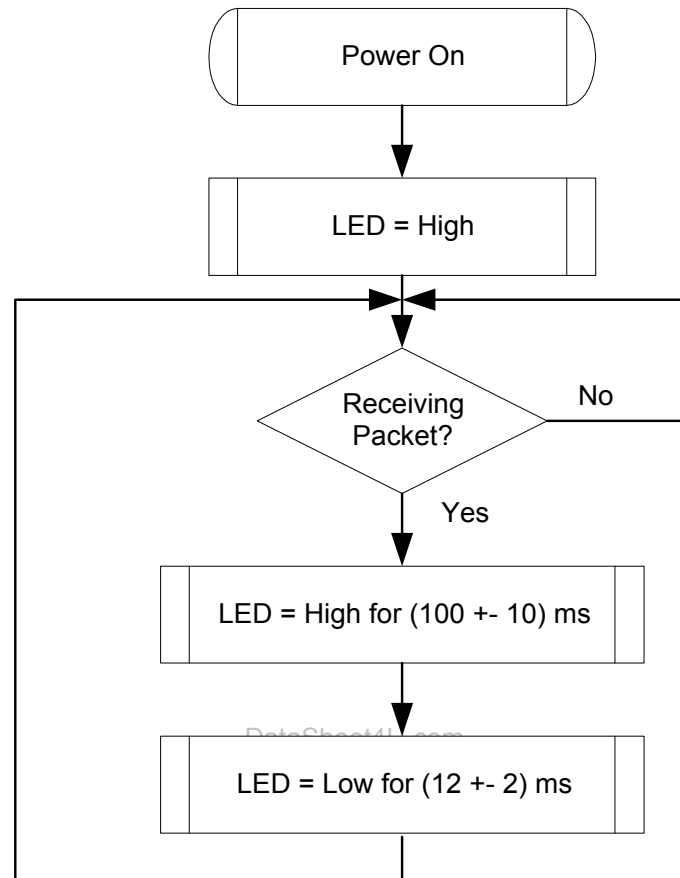 Power On
LED = High
Receiving
Packet?
No
Yes
LED = High for (100 +- 10) ms
LED = Low for (12 +- 2) ms